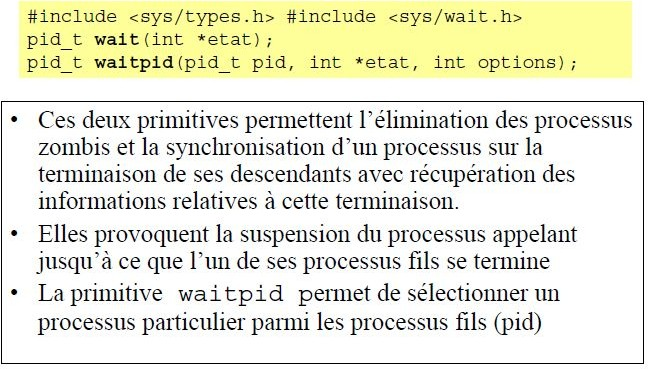 #include <sys/types.h> #include <sys/wait.h>
pid_t wait(int *etat);
pid_t waitpid(pid_t pid, int *etat, int options);
• Ces deux primitives permettent l’élimination des processus
zombis et la synchronisation d’un processus sur la
terminaison de ses descendants avec récupération des
informations relatives à cette terminaison.
• Elles provoquent la suspension du processus appelant
jusqu’à ce que l’un de ses processus fils se termine
• La primitive waitpid permet de sélectionner un
processus particulier parmi les processus fils (pid)